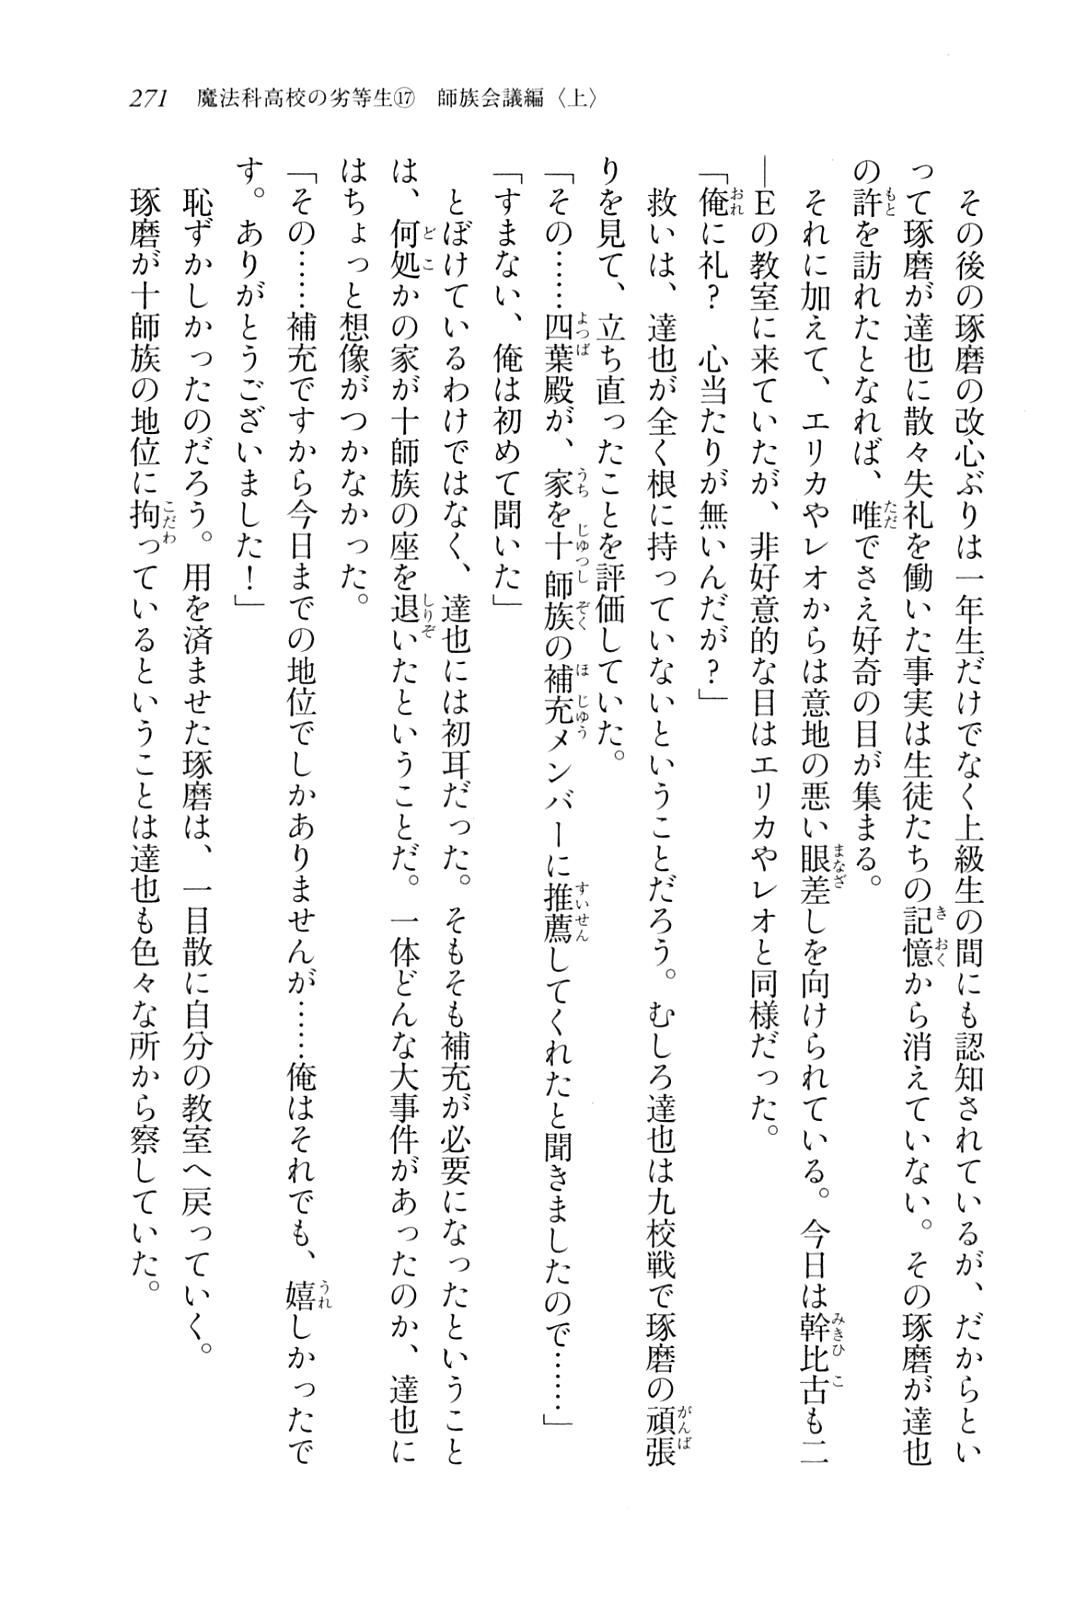 271　魔法科高校の劣等生⑰　師族会議編〈上〉
　その後の琢磨の改心ぶりは一年生だけでなく上級生の間にも認知されているが、だからとい
って琢磨が達也に散々失礼を働いた事実は生徒たちの記憶から消えていない。その琢磨が達也
の許を訪れたとなれば、唯でさえ好奇の目が集まる。
　それに加えて、エリカやレオからは意地の悪い眼差しを向けられている。今日は幹比古も二
―Ｅの教室に来ていたが、非好意的な目はエリカやレオと同様だった。
「俺に礼？　心当たりが無いんだが？」
　救いは、達也が全く根に持っていないということだろう。むしろ達也は九校戦で琢磨の頑張
りを見て、立ち直ったことを評価していた。
「その……四葉殿が、家を十師族の補充メンバーに推薦してくれたと聞きましたので……」
「すまない、俺は初めて聞いた」
　とぼけているわけではなく、達也には初耳だった。そもそも補充が必要になったということ
は、何処かの家が十師族の座を退いたということだ。一体どんな大事件があったのか、達也に
はちょっと想像がつかなかった。
「その……補充ですから今日までの地位でしかありませんが……俺はそれでも、嬉しかったで
す。ありがとうございました！」
　恥ずかしかったのだろう。用を済ませた琢磨は、一目散に自分の教室へ戻っていく。
　琢磨が十師族の地位に拘っているということは達也も色々な所から察していた。